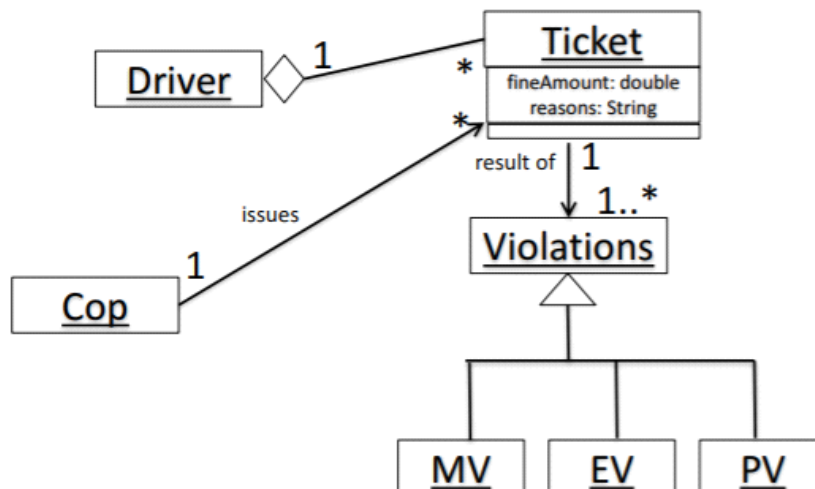 Ticket
Driver
1
*
fineAmount: double
reasons: String
*
result of
1
1..*
issues
Violations
1
Cop
MV
EV
PV